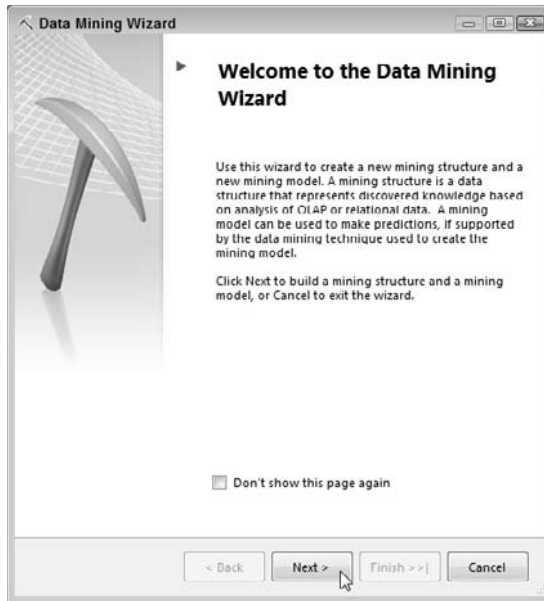 Data Mining Wizard
Welcome to the Data Mining
Wizard
Use this wizard to create a new mining structure and a
new mining model. A mining structure is a data
structure that represents discovered knowledge based
on analysis of OLAP or relational data. A mining
model can be used to make predictions, if supported
by the data mining technique used to create the
mining model.
Click Next to build a mining structure and a mining
model, or Cancel to exit the wizard.
Don't show this page again
< Back
Next >
Finish >>|
Cancel